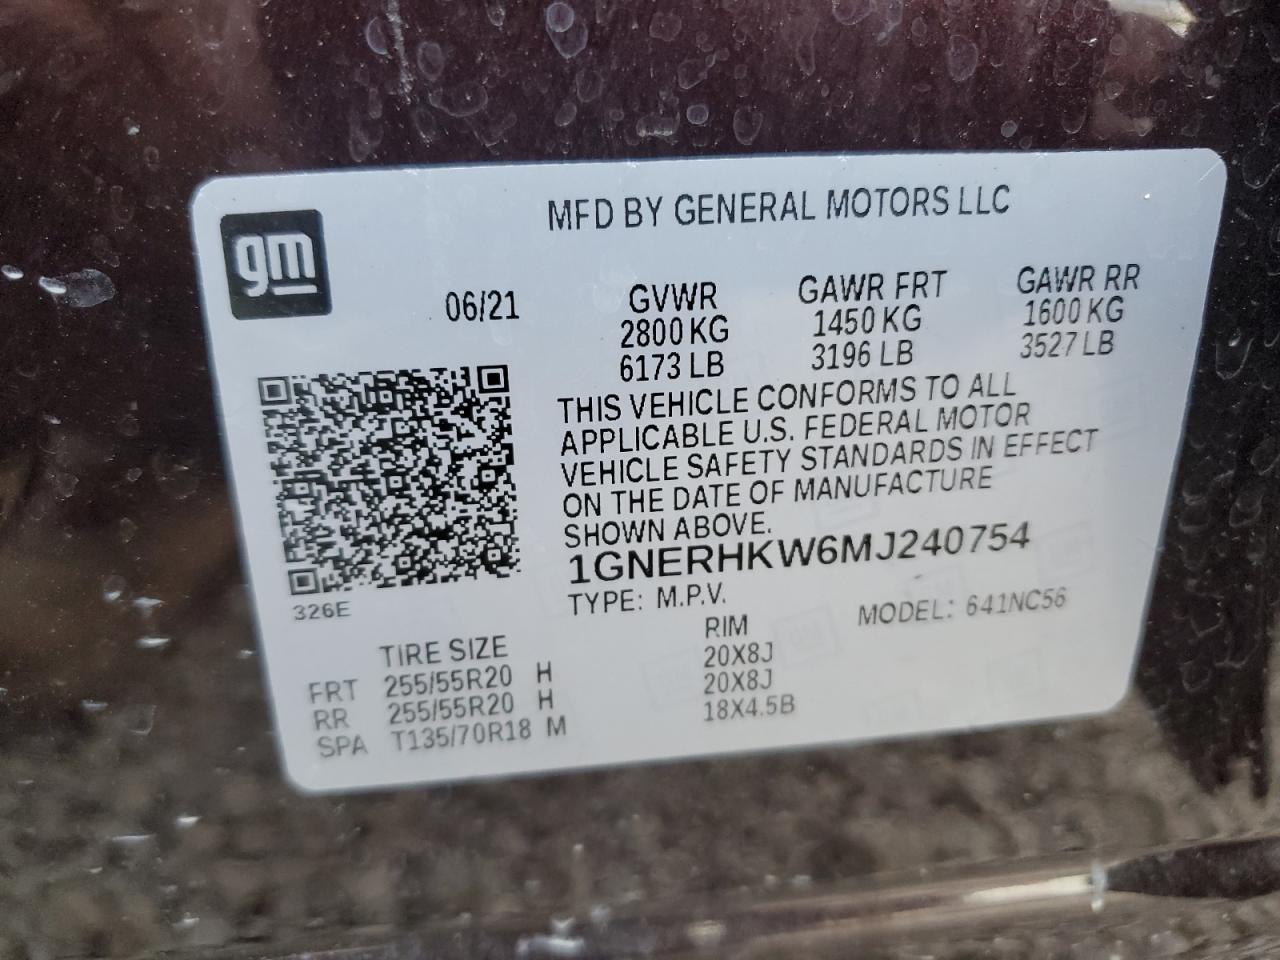 MFD BY GENERAL MOTORS LLC
gm
06/21
GVWR GAWR FRT GAWR RR
2800 KG 1450 KG 1600 KG
6173 LB 3196 LB 3527 LB
THIS VEHICLE CONFORMS TO ALL
APPLICABLE U.S. FEDERAL MOTOR
VEHICLE SAFETY STANDARDS IN EFFECT
ON THE DATE OF MANUFACTURE
SHOWN ABOVE.
1GNERHKW6MJ240754
326E
TYPE: M.P.V. MODEL: 641NC56
TIRE SIZE RIM
FRT 255/55R20 H 20X8J
RR 255/55R20 H 20X8J
SPA T135/70R18 M 18X4.5B